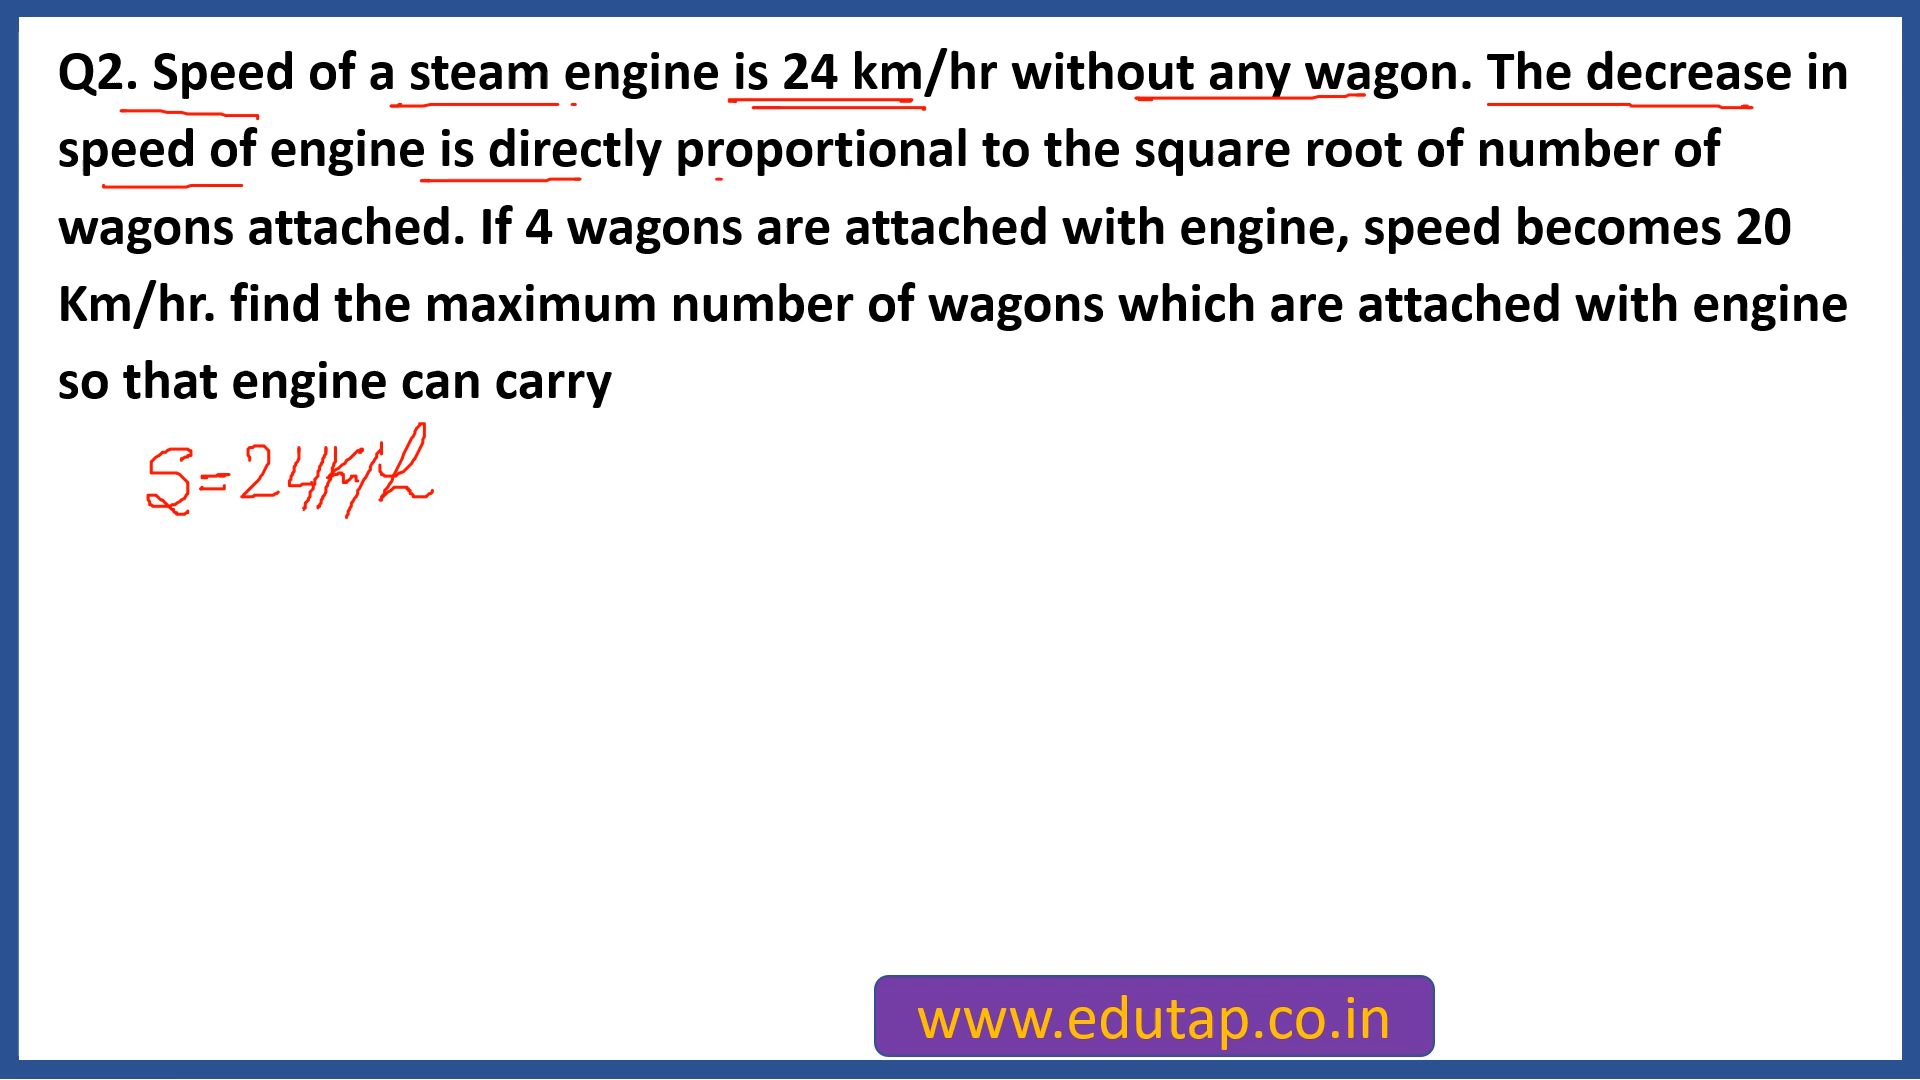 Q2. Speed of a steam engine is 24 km/hr without any wagon. The decrease in
speed of engine is directly proportional to the square root of number of
wagons attached. If 4 wagons are attached with engine, speed becomes 20
Km/hr. find the maximum number of wagons which are attached with engine
so that engine can carry
S=24K/h
www.edutap.co.in